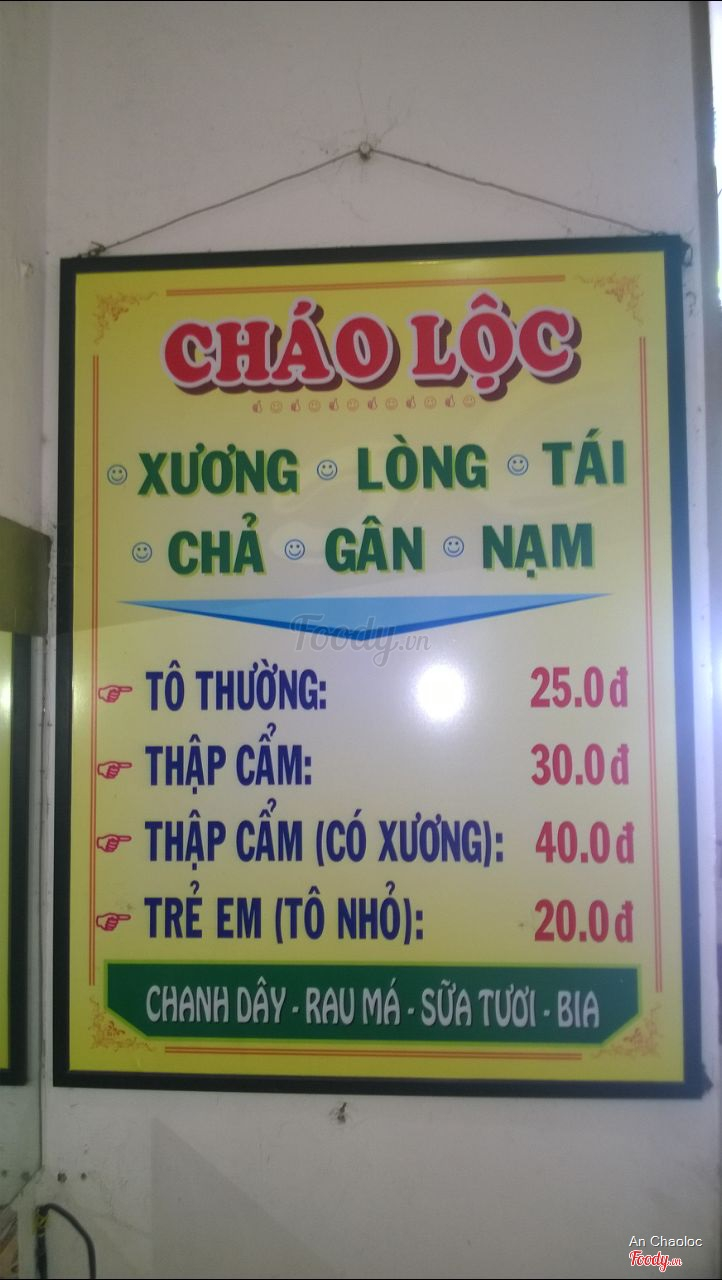 CHÁO LỘC
XƯƠNG LÒNG TÁI
CHẢ GÂN NẠM
Foody.vn
TÔ THƯỜNG: 25.0đ
THẬP CẨM: 30.0đ
THẬP CẨM (CÓ XƯƠNG): 40.0đ
TRẺ EM (TÔ NHỎ): 20.0đ
CHANH DÂY - RAU MÁ - SỮA TƯƠI - BIA
An Chaoloc
Foody.vn